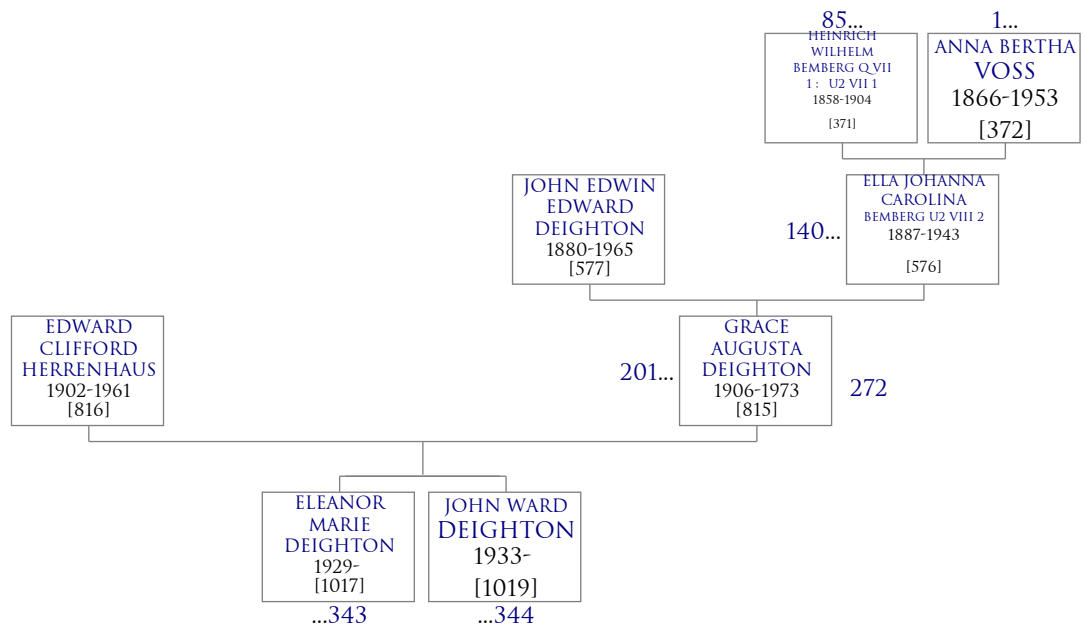 85...
1...
HEINRICH
WILHELM
BEMBERG Q VII
1 : U2 VII 1
1858-1904
[371]
ANNA BERTHA
VOSS
1866-1953
[372]
JOHN EDWIN
EDWARD
DEIGHTON
1880-1965
[577]
140...
ELLA JOHANNA
CAROLINA
BEMBERG U2 VIII 2
1887-1943
[576]
EDWARD
CLIFFORD
HERRENHAUS
1902-1961
[816]
201...
GRACE
AUGUSTA
DEIGHTON
1906-1973
[815]
272
ELEANOR
MARIE
DEIGHTON
1929-
[1017]
...343
JOHN WARD
DEIGHTON
1933-
[1019]
...344